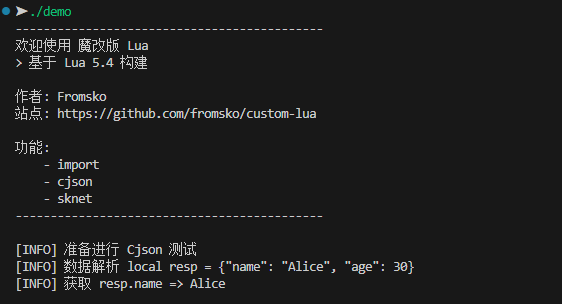 ➤ ./demo
--------------------------------------------
欢迎使用 魔改版 Lua
> 基于 Lua 5.4 构建
作者: Fromsko
站点: https://github.com/fromsko/custom-lua
功能:
- import
- cjson
- sknet
--------------------------------------------
[INFO] 准备进行 Cjson 测试
[INFO] 数据解析 local resp = {"name": "Alice", "age": 30}
[INFO] 获取 resp.name => Alice